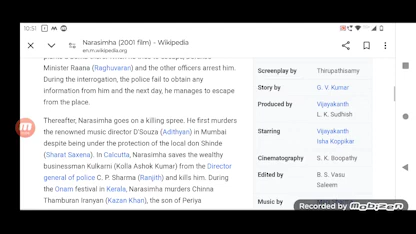 10:51
Narasimha (2001 film) - Wikipedia
en.m.wikipedia.org
Minister Raana (Raghuvaran) and the other officers arrest him.
During the interrogation, the police fail to obtain any
information from him and the next day, he manages to escape
from the place.
Thereafter, Narasimha goes on a killing spree. He first murders
the renowned music director D'Souza (Adithyan) in Mumbai
despite being under the protection of the local don Shinde
(Sharat Saxena). In Calcutta, Narasimha saves the wealthy
businessman Kulkarni (Kolla Ashok Kumar) from the Director
general of police C. P. Sharma (Ranjith) and kills him. During
the Onam festival in Kerala, Narasimha murders Chinna
Thamburan Iranyan (Kazan Khan), the son of Periya
Screenplay by Thirupathisamy
Story by G. V. Kumar
Produced by Vijayakanth
L. K. Sudhish
Starring Vijayakanth
Isha Koppikar
Cinematography S. K. Boopathy
Edited by B. S. Vasu
Saleem
Music by
Recorded by mobizen